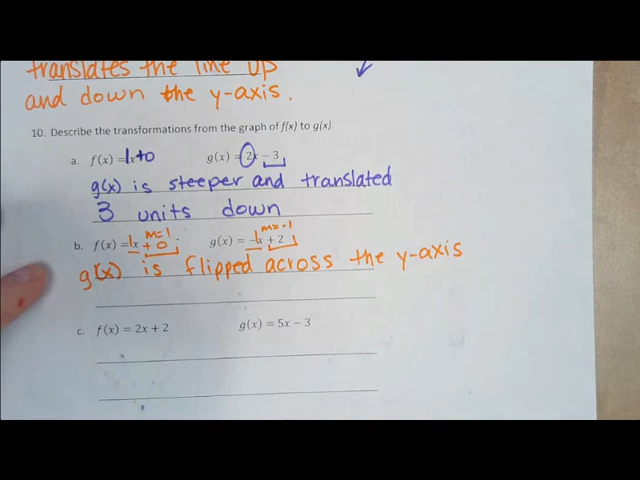 translates the line up
and down the y-axis.
10. Describe the transformations from the graph of f(x) to g(x).
a. f(x) = 1x+0 g(x) = 2x - 3
g(x) is steeper and translated
3 units down
m=1 m=-1
b. f(x) = 1x + 0 g(x) = -1x + 2
g(x) is flipped across the y-axis
c. f(x) = 2x + 2 g(x) = 5x - 3